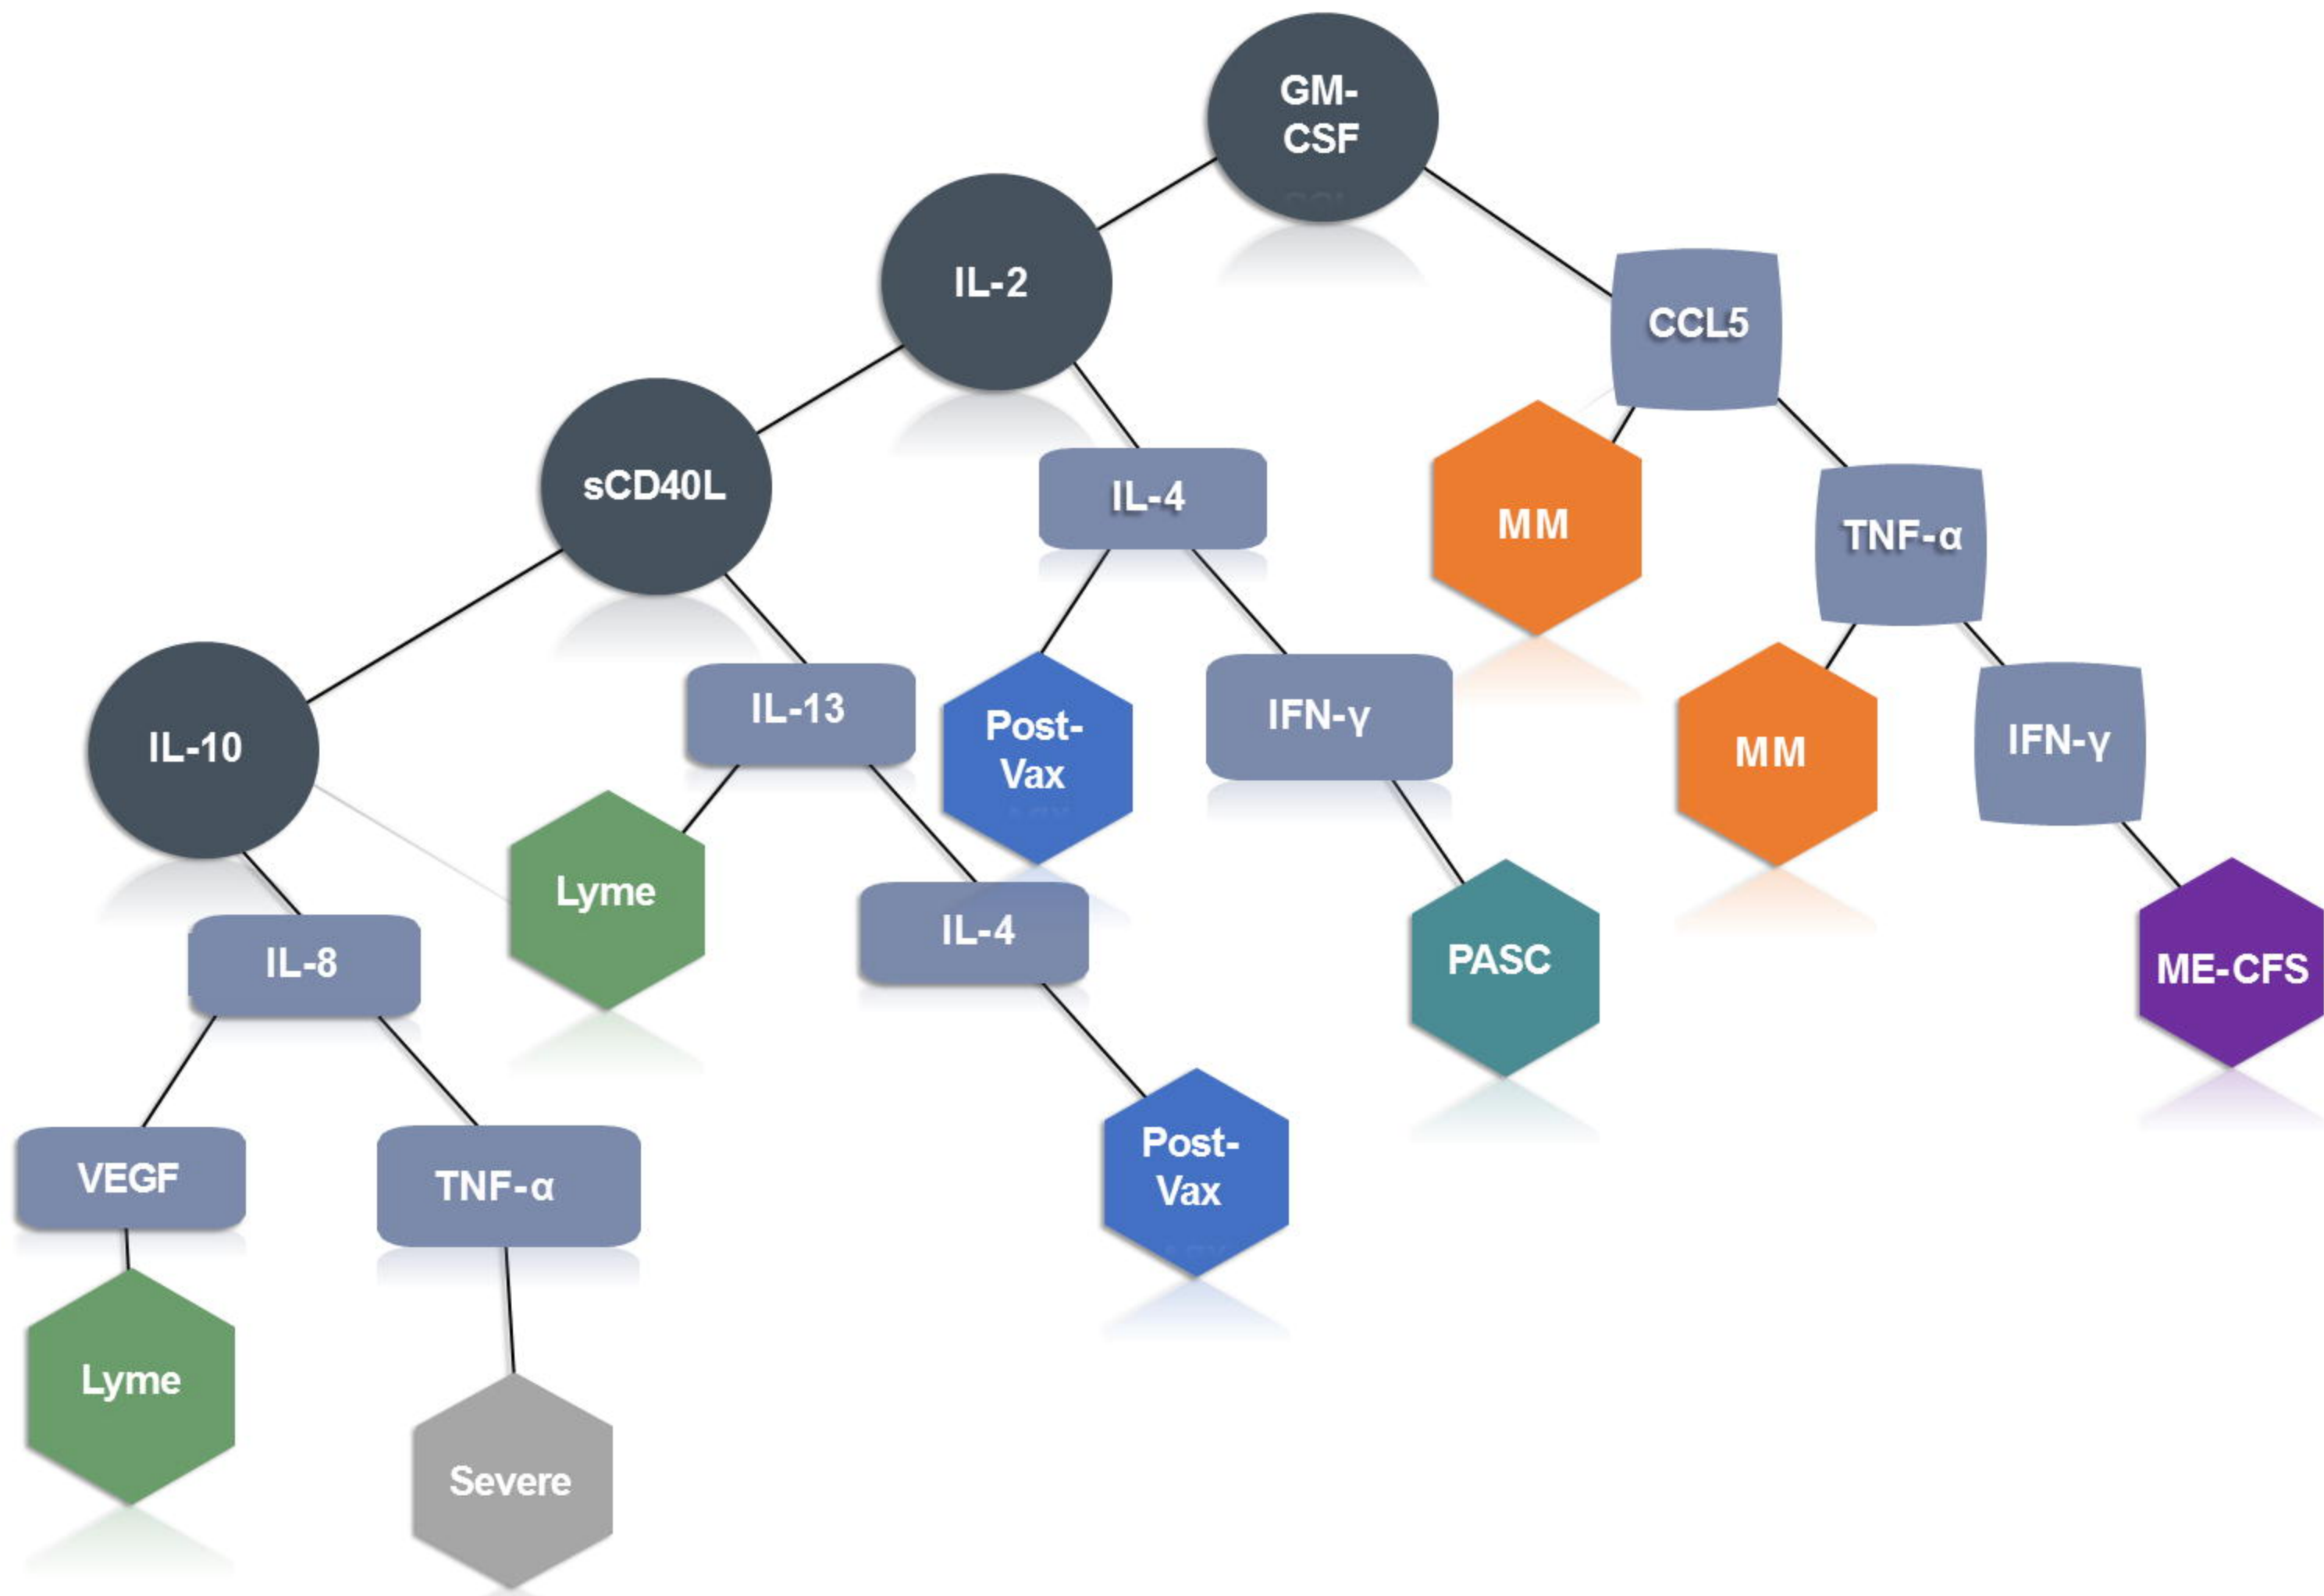 GM-
CSF
IL-2
CCL5
sCD40L
IL-4
MM
TNF-α
IL-10
IL-13
Post-
Vax
IFN-γ
MM
IFN-γ
Lyme
IL-8
IL-4
PASC
ME-CFS
VEGF
TNF-α
Post-
Vax
Lyme
Severe